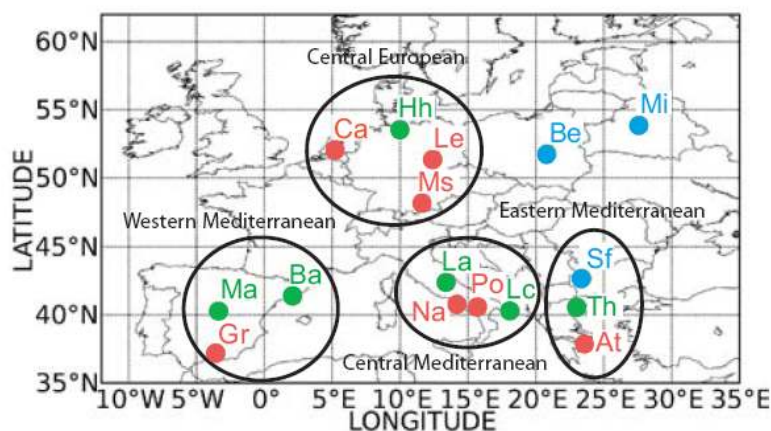 60°N
Central European
55°N
Hh
Mi
Ca
Be
Le
50°N
Ms
Western Mediterranean
Eastern Mediterranean
45°N
La
Sf
Ma
Ba
Po
Lc
Th
40°N
Na
Gr
At
Central Mediterranean
35°N
10°W
5°W
0°
5°E
10°E
15°E
20°E
25°E
30°E
35°E
LATITUDE
LONGITUDE